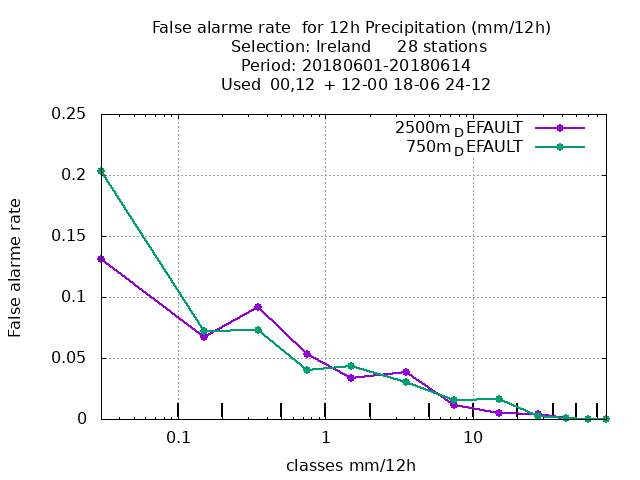 False alarme rate  for 12h Precipitation (mm/12h)
Selection: Ireland     28 stations
Period: 20180601-20180614
Used  00,12  + 12-00 18-06 24-12
2500m_DEFAULT
750m_DEFAULT
0.25
0.2
0.15
0.1
0.05
0
False alarme rate
0.1 1 10
classes mm/12h